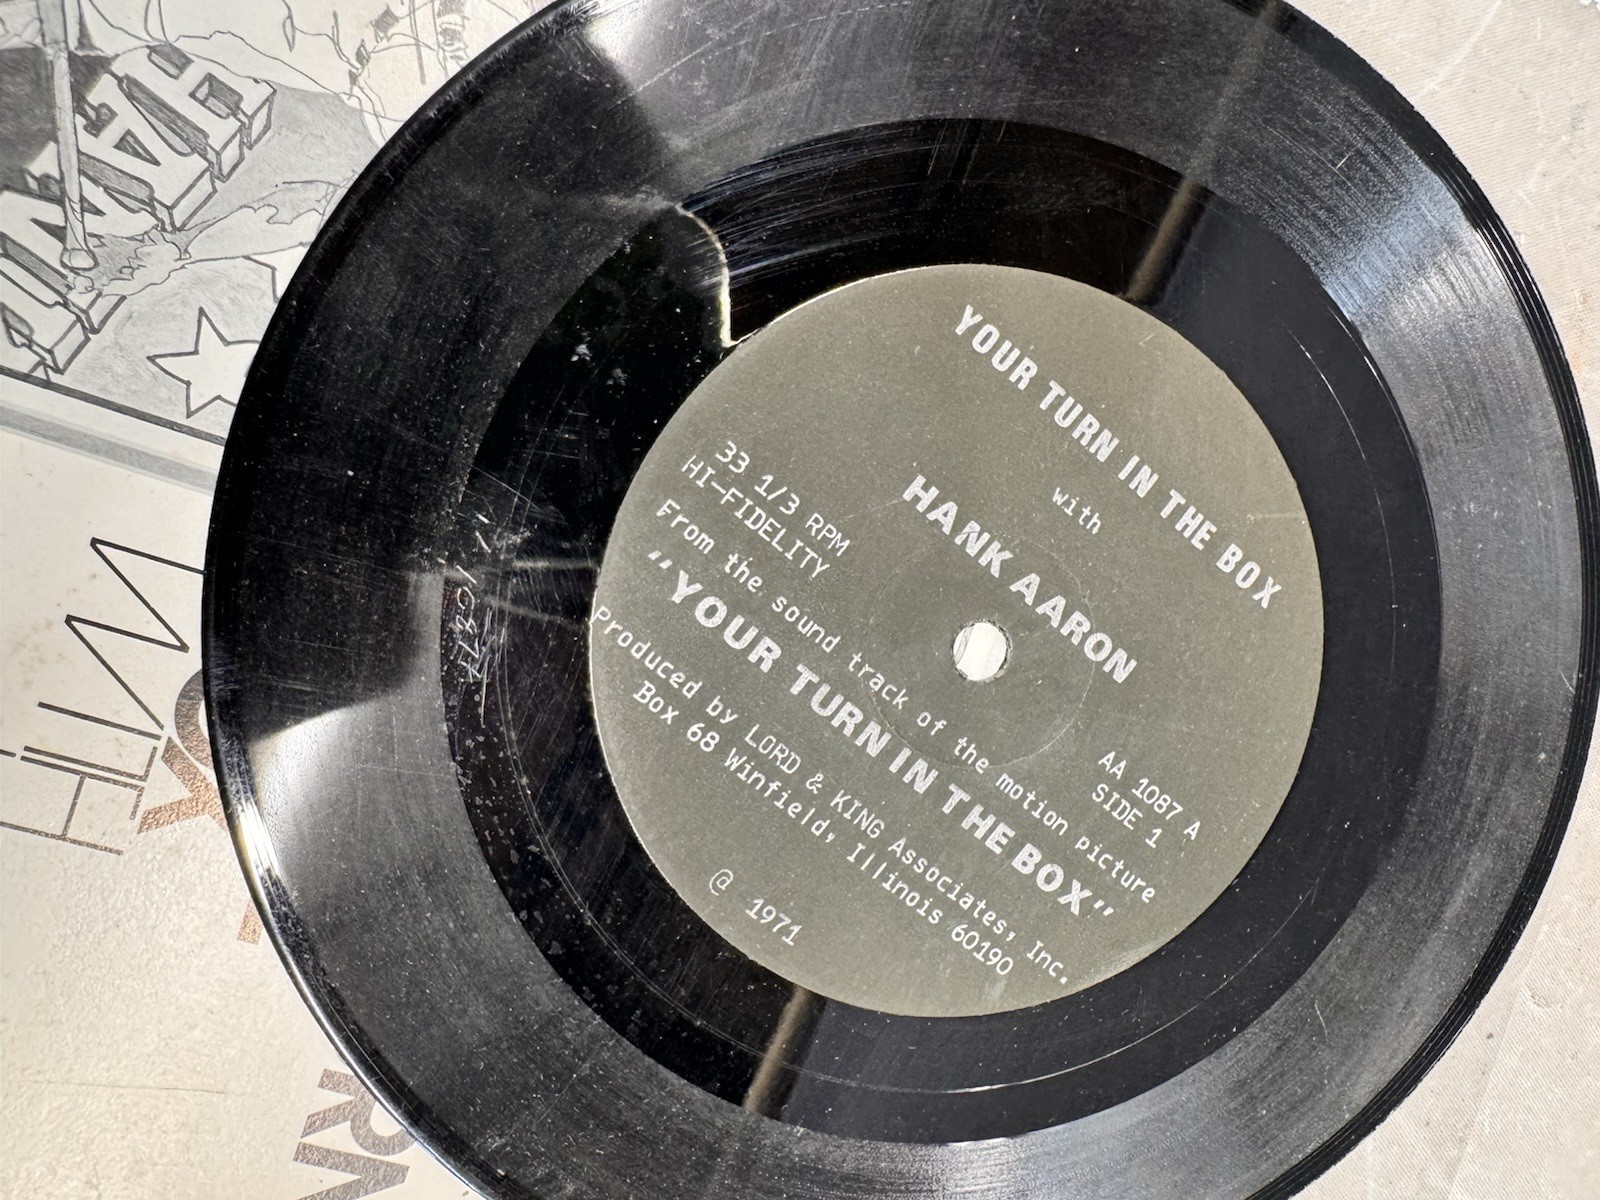 YOUR TURN IN THE BOX
with
HANK AARON
33 1/3 RPM
HI-FIDELITY
AA 1087 A
SIDE 1
From the sound track of the motion picture
"YOUR TURN IN THE BOX"
Produced by LORD & KING Associates, Inc.
Box 68 Winfield, Illinois 60190
@ 1971
HAN
WITH